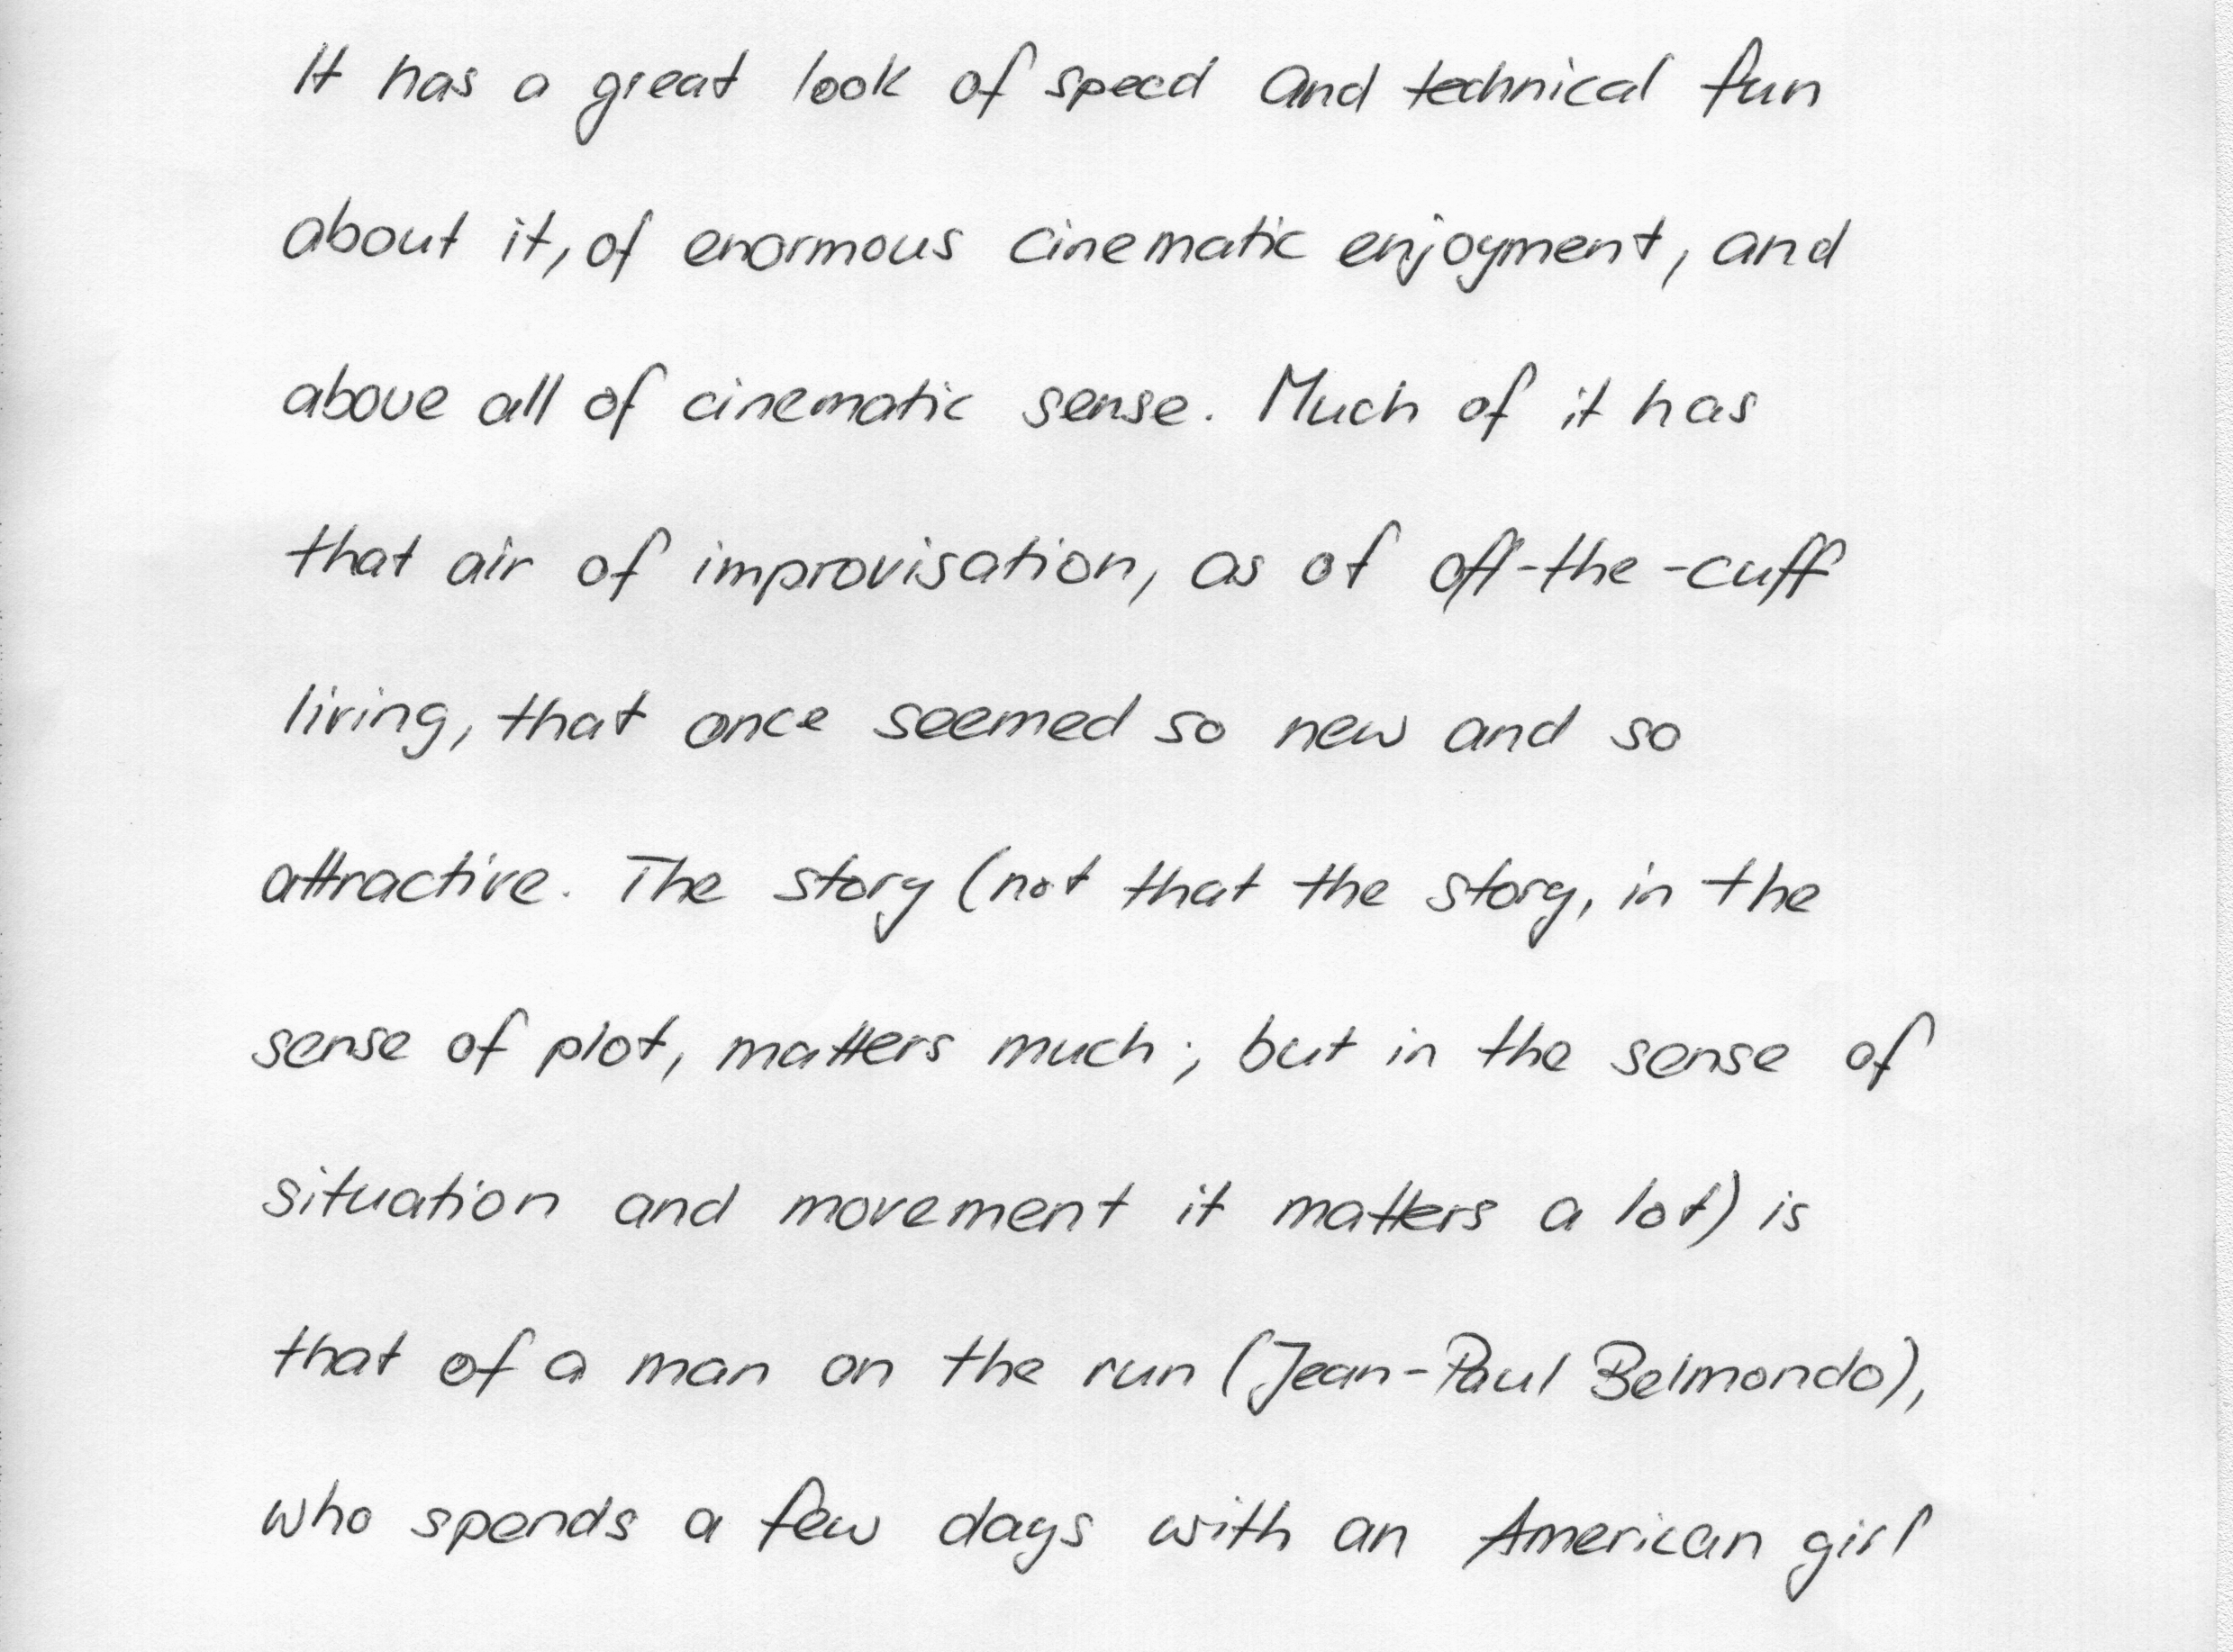 It has a great look of speed and technical fun
about it, of enormous cinematic enjoyment, and
above all of cinematic sense. Much of it has
that air of improvisation, as of off-the-cuff
living, that once seemed so new and so
attractive. The story (not that the story, in the
sense of plot, matters much; but in the sense of
situation and movement it matters a lot) is
that of a man on the run (Jean-Paul Belmondo),
who spends a few days with an American girl